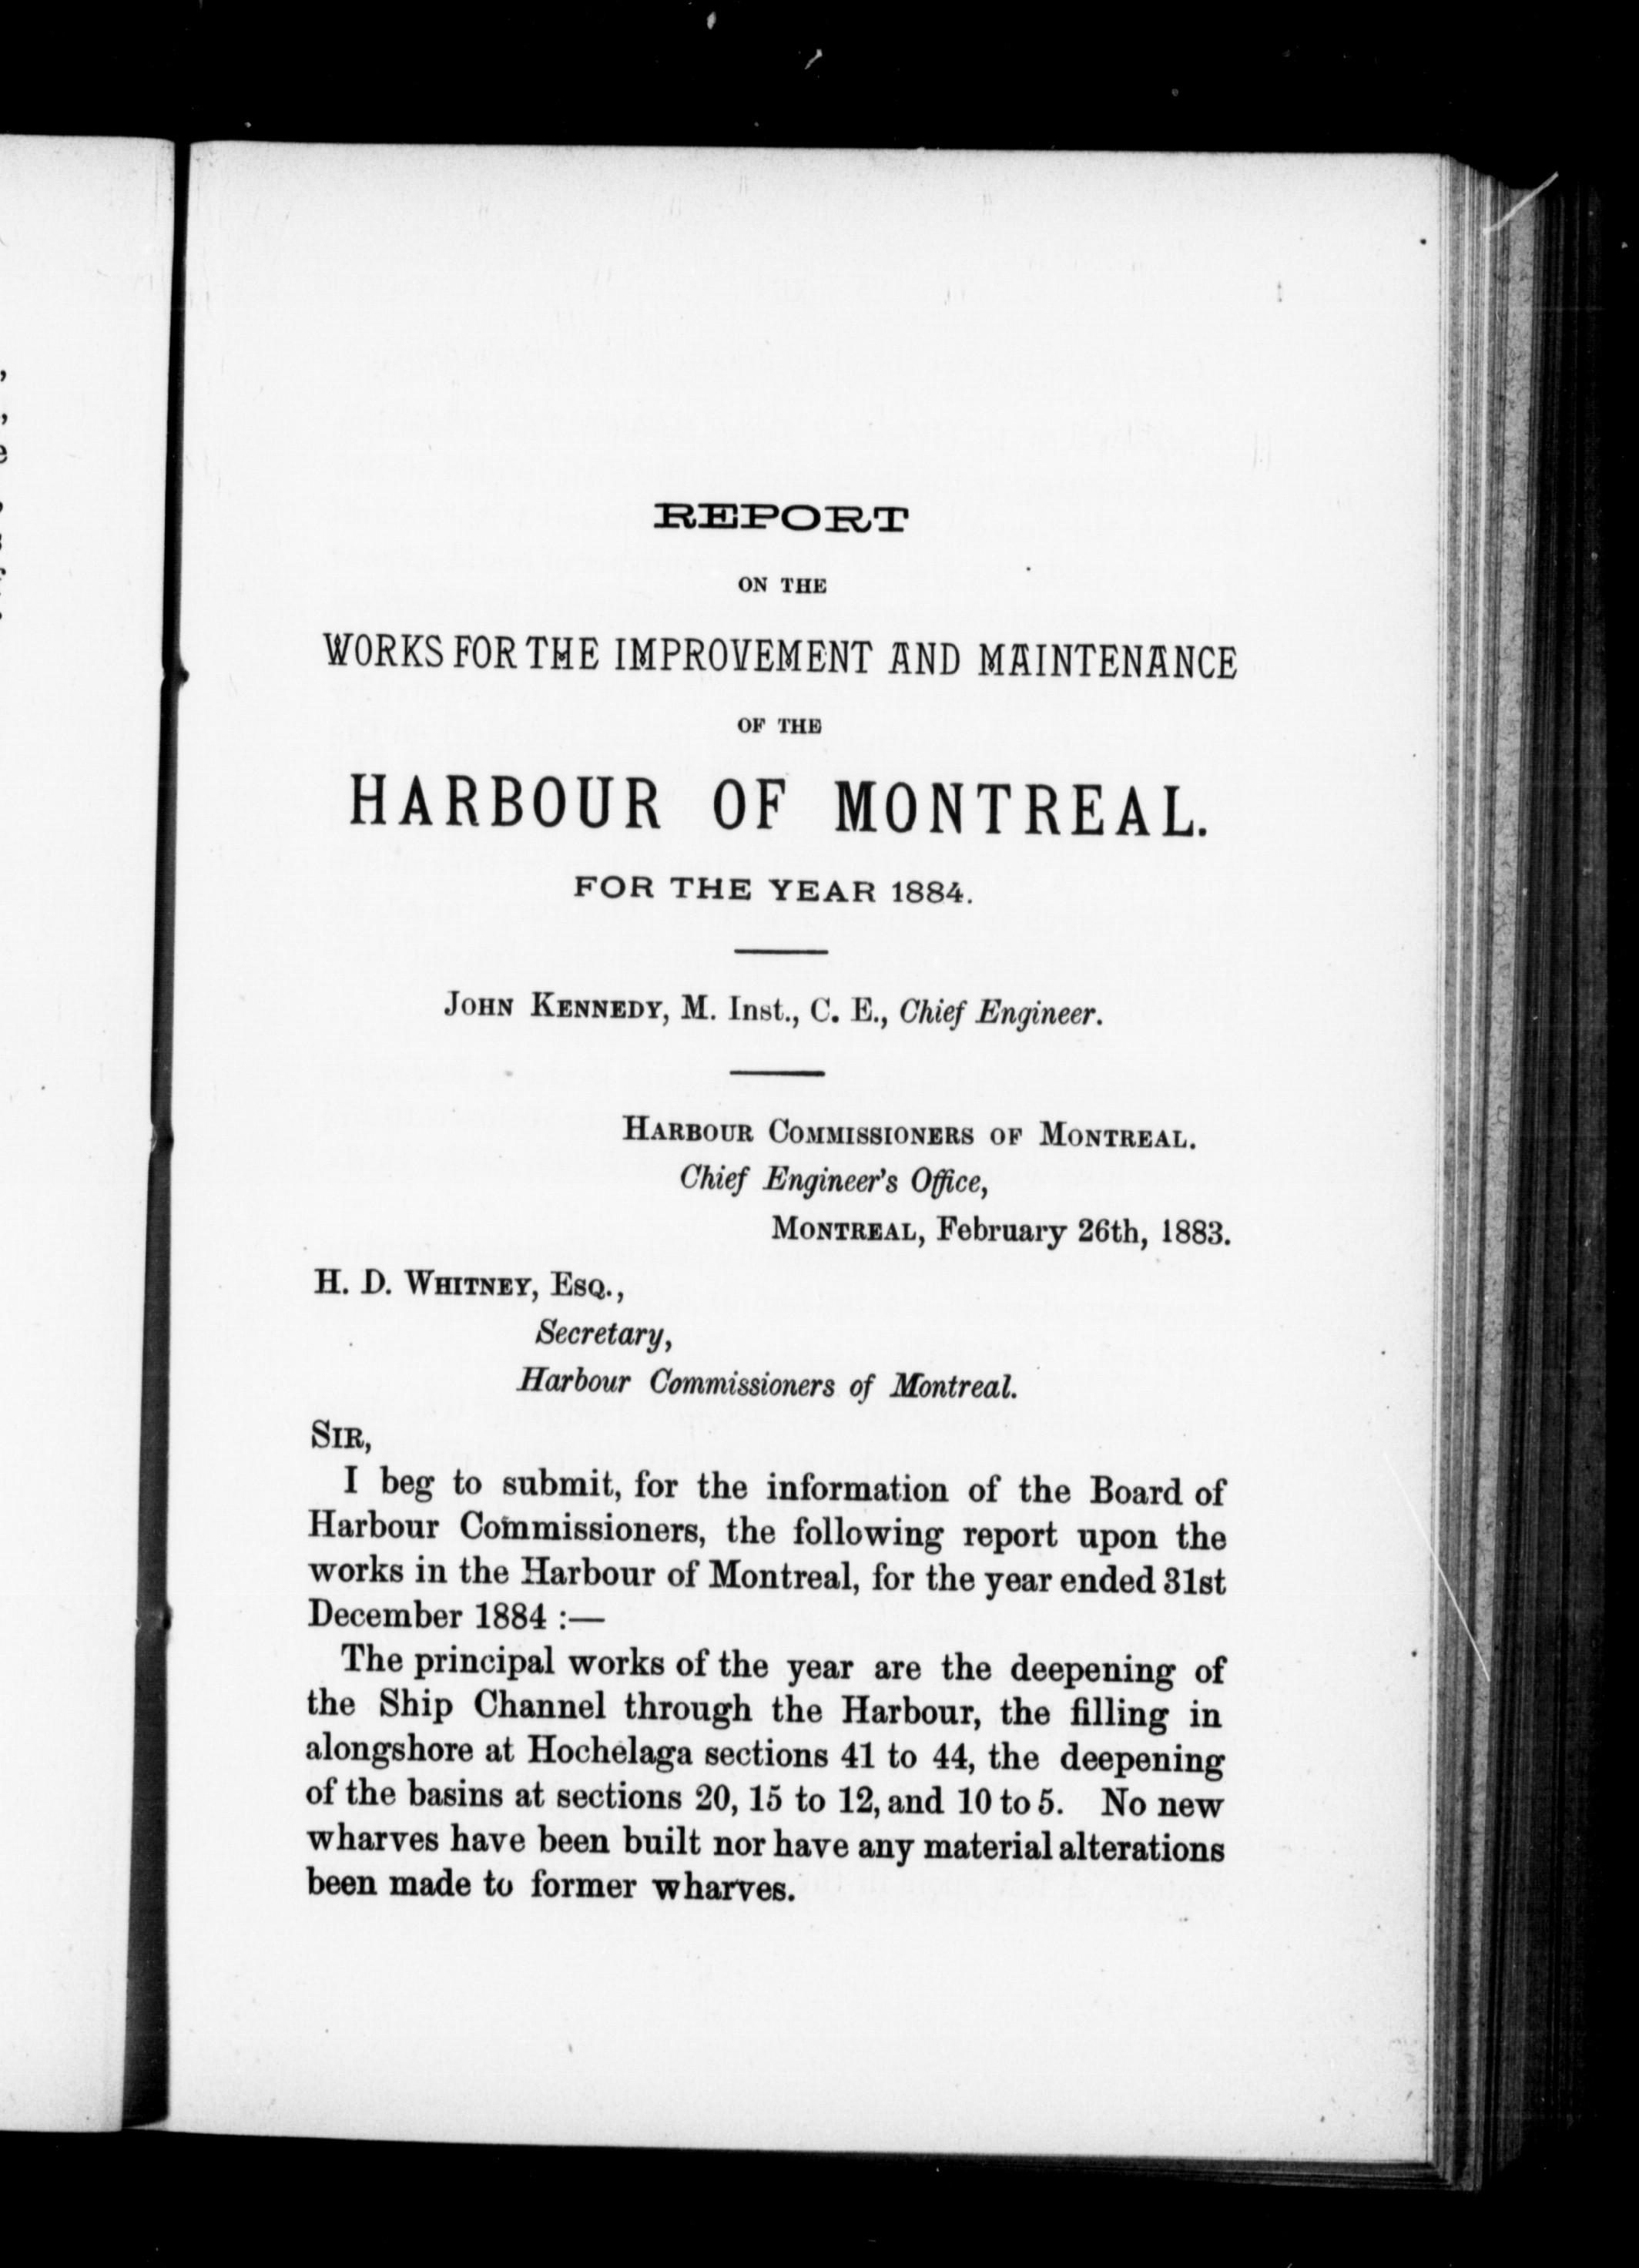 REPORT
ON THE
WORKS FOR THE IMPROVEMENT AND MAINTENANCE
OF THE
HARBOUR OF MONTREAL.
FOR THE YEAR 1884.
JOHN KENNEDY, M. Inst., C. E., Chief Engineer.
HARBOUR COMMISSIONERS OF MONTREAL.
Chief Engineer's Office,
MONTREAL, February 26th, 1883.
H. D. WHITNEY, ESQ.,
Secretary,
Harbour Commissioners of Montreal.
SIR,
I beg to submit, for the information of the Board of
Harbour Commissioners, the following report upon the
works in the Harbour of Montreal, for the year ended 31st
December 1884 :—
The principal works of the year are the deepening of
the Ship Channel through the Harbour, the filling in
alongshore at Hochelaga sections 41 to 44, the deepening
of the basins at sections 20, 15 to 12, and 10 to 5. No new
wharves have been built nor have any material alterations
been made to former wharves.